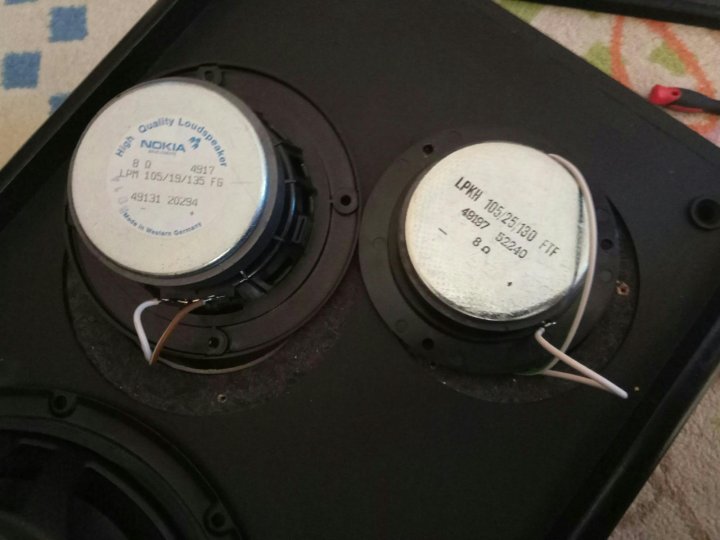 High Quality Loudspeaker
NOKIA
8 Ω 4917
LPM 105/19/135 FG
49131 20294
- +
Made in Western Germany
LPKH 105/25/130 FTF
49197 52240
- 8 Ω
+